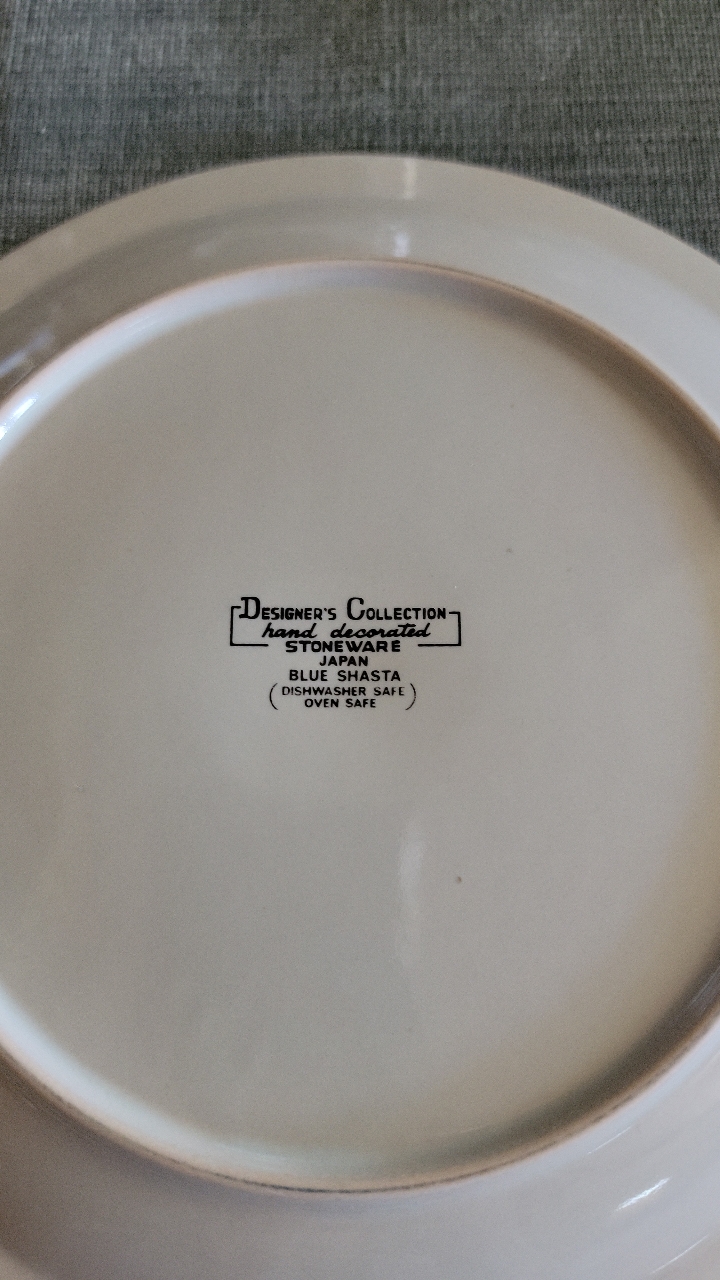 DESIGNER'S COLLECTION
hand decorated
STONEWARE
JAPAN
BLUE SHASTA
( DISHWASHER SAFE
OVEN SAFE )